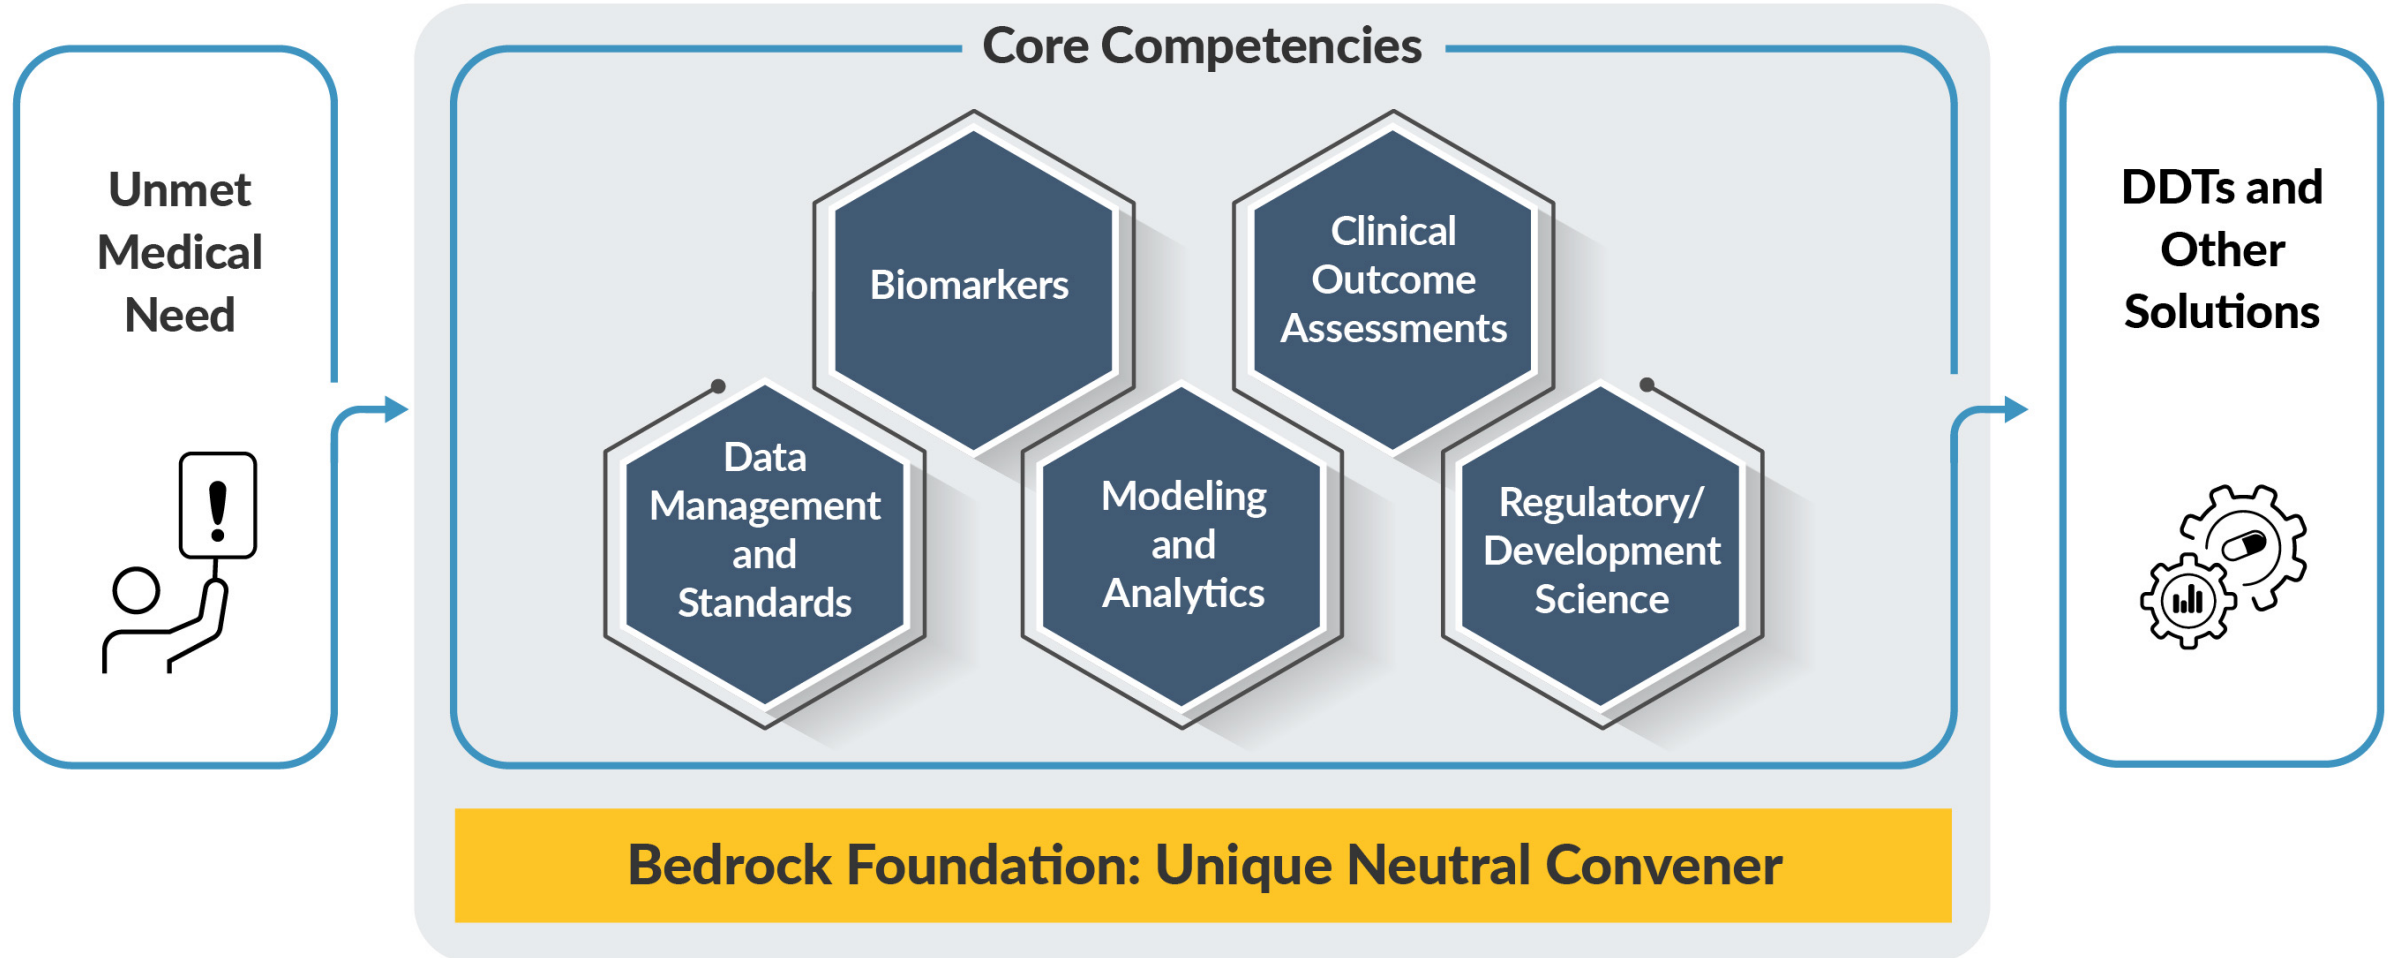 Core Competencies
Unmet
Medical
Need
Biomarkers
Clinical
Outcome
Assessments
Data
Management
and
Standards
Modeling
and
Analytics
Regulatory/
Development
Science
DDTs and
Other
Solutions
Bedrock Foundation: Unique Neutral Convener